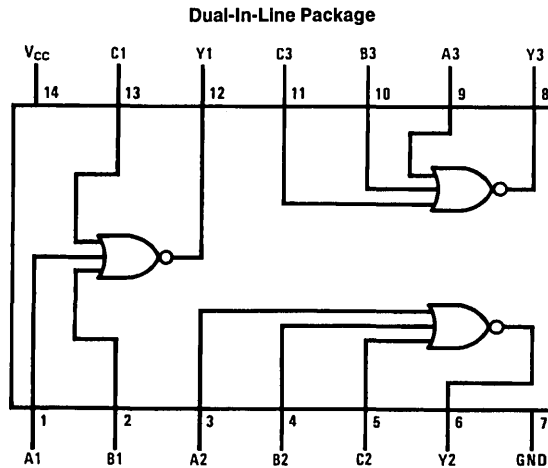 Dual-In-Line Package
VCC C1 Y1 C3 B3 A3 Y3
14 13 12 11 10 9 8
1 2 3 4 5 6 7
A1 B1 A2 B2 C2 Y2 GND